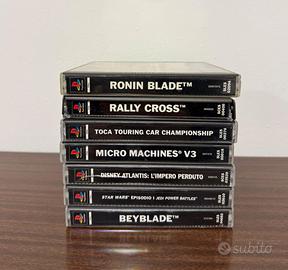 RONIN BLADE™
RALLY CROSS™
TOCA TOURING CAR CHAMPIONSHIP
MICRO MACHINES® V3
DISNEY ATLANTIS: L'IMPERO PERDUTO
STAR WARS® EPISODIO I JEDI POWER BATTLES™
BEYBLADE™
subito